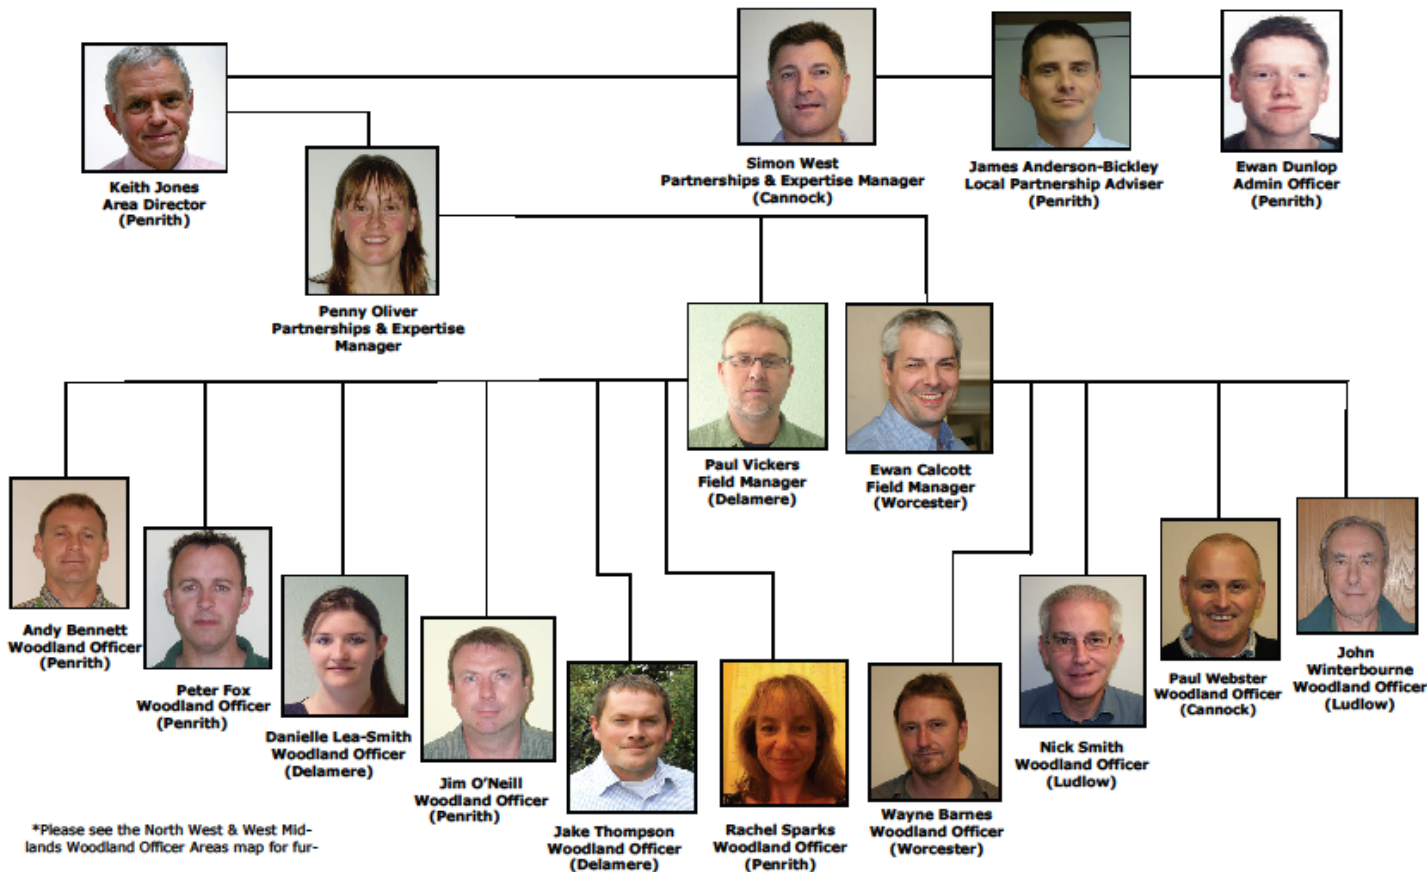 Keith Jones
Area Director
(Penrith)
Simon West
Partnerships & Expertise Manager
(Cannock)
James Anderson-Bickley
Local Partnership Adviser
(Penrith)
Ewan Dunlop
Admin Officer
(Penrith)
Penny Oliver
Partnerships & Expertise
Manager
Paul Vickers
Field Manager
(Delamere)
Ewan Calcott
Field Manager
(Worcester)
Andy Bennett
Woodland Officer
(Penrith)
Peter Fox
Woodland Officer
(Penrith)
Danielle Lea-Smith
Woodland Officer
(Delamere)
Jim O'Neill
Woodland Officer
(Penrith)
Jake Thompson
Woodland Officer
(Delamere)
Rachel Sparks
Woodland Officer
(Penrith)
Wayne Barnes
Woodland Officer
(Worcester)
Nick Smith
Woodland Officer
(Ludlow)
Paul Webster
Woodland Officer
(Cannock)
John
Winterbourne
Woodland Officer
(Ludlow)
*Please see the North West & West Mid-
lands Woodland Officer Areas map for fur-